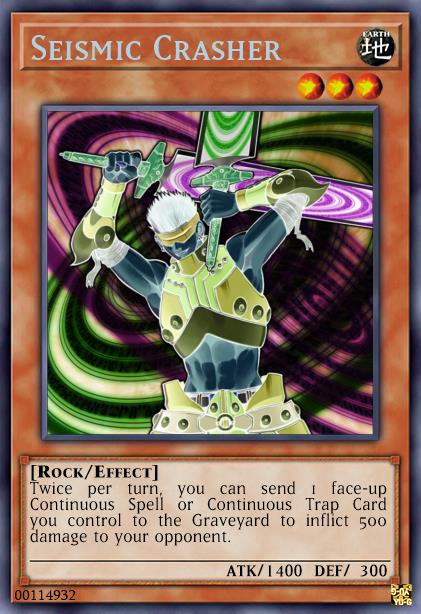 Seismic Crasher
EARTH
地
[Rock/Effect]
Twice per turn, you can send 1 face-up
Continuous Spell or Continuous Trap Card
you control to the Graveyard to inflict 500
damage to your opponent.
ATK/1400 DEF/ 300
00114932